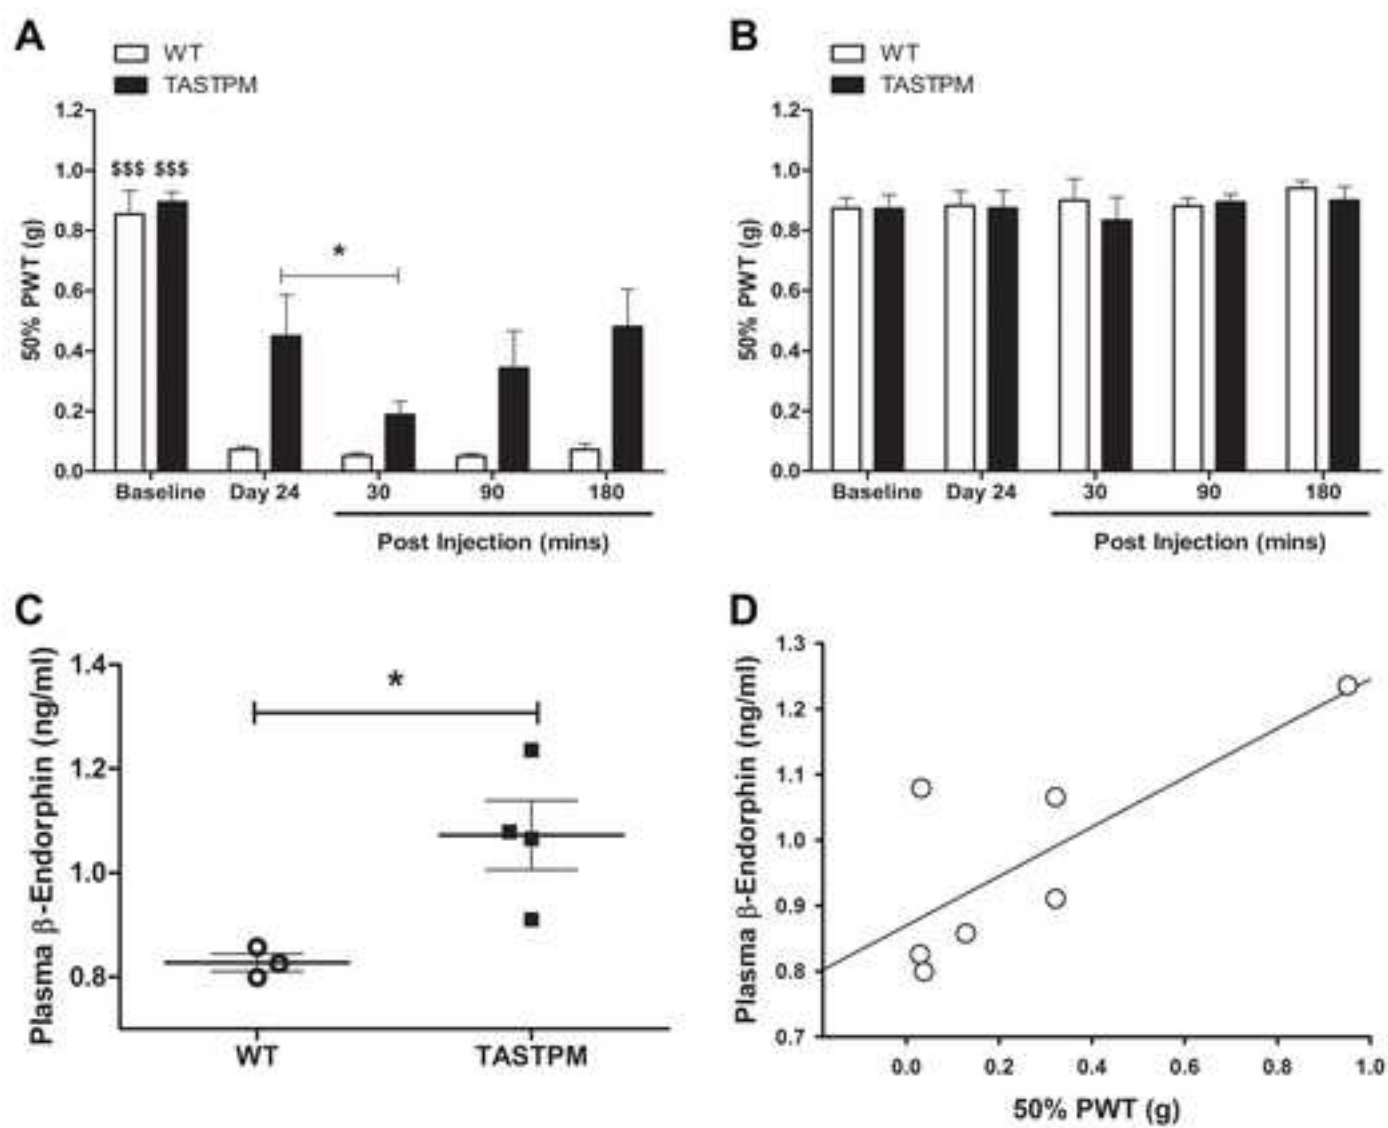 A
WT
TASTPM
1.2
1.0
0.8
0.6
0.4
0.2
0.0
50% PWT (g)
$$$ $$$
*
Baseline Day 24 30 90 180
Post Injection (mins)
B
WT
TASTPM
1.2
1.0
0.8
0.6
0.4
0.2
0.0
50% PWT (g)
Baseline Day 24 30 90 180
Post Injection (mins)
C
1.4
1.2
1.0
0.8
Plasma β-Endorphin (ng/ml)
*
WT TASTPM
D
1.3
1.2
1.1
1.0
0.9
0.8
0.7
Plasma β-Endorphin (ng/ml)
0.0 0.2 0.4 0.6 0.8 1.0
50% PWT (g)